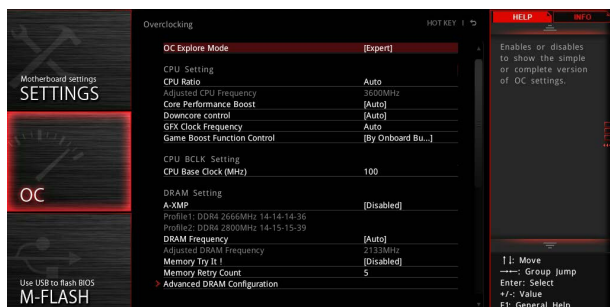 Overclocking
HOT KEY
HELP
INFO
OC Explore Mode [Expert]
CPU Setting
CPU Ratio Auto
Adjusted CPU Frequency 3600MHz
Core Performance Boost [Auto]
Downcore control [Auto]
GFX Clock Frequency Auto
Game Boost Function Control [By Onboard Bu...]
CPU BCLK Setting
CPU Base Clock (MHz) 100
DRAM Setting
A-XMP [Disabled]
Profile1: DDR4 2666MHz 14-14-14-36
Profile2: DDR4 2800MHz 14-15-15-39
DRAM Frequency [Auto]
Adjusted DRAM Frequency 2133MHz
Memory Try It ! [Disabled]
Memory Retry Count 5
Advanced DRAM Configuration
Motherboard settings
SETTINGS
OC
Use USB to flash BIOS
M-FLASH
Enables or disables
to show the simple
or complete version
of OC settings.
↑↓: Move
→←: Group Jump
Enter: Select
+/-: Value
F1: General Help